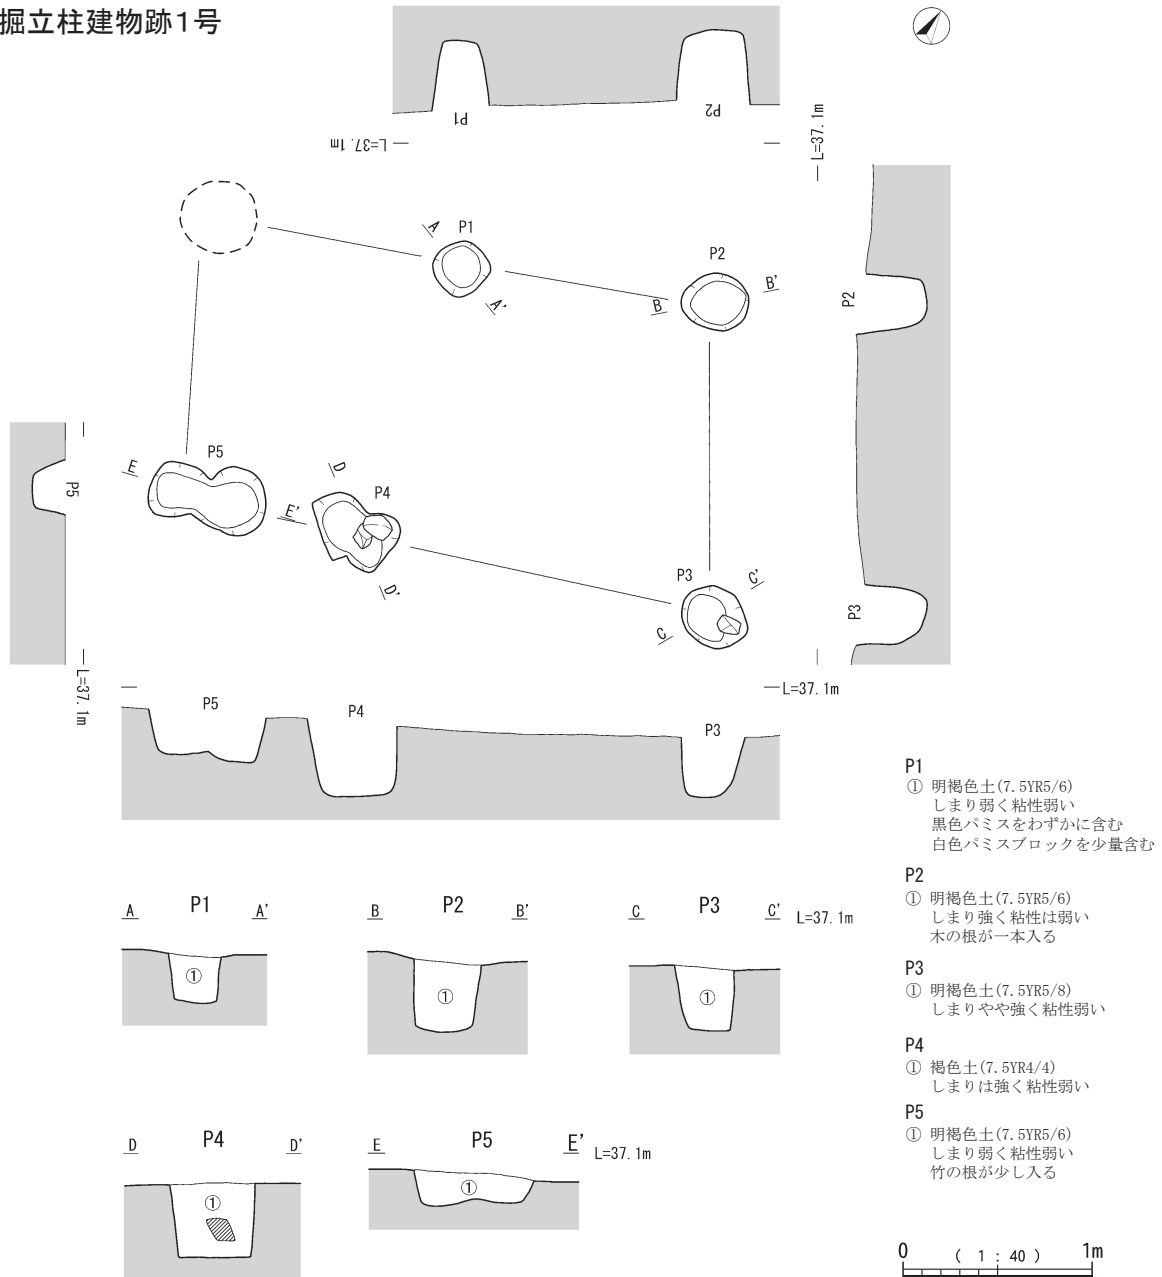 掘立柱建物跡１号
P1
P2
L=37.1m
L=37.1m
A
P1
A'
P2
B
B'
P2
E
P5
E'
P5
D
P4
D'
P3
C
C'
P3
L=37.1m
L=37.1m
P5
P4
P3
P1
① 明褐色土(7.5YR5/6)
しまり弱く粘性弱い
黒色パミスをわずかに含む
白色パミスブロックを少量含む
P2
① 明褐色土(7.5YR5/6)
しまり強く粘性は弱い
木の根が一本入る
P3
① 明褐色土(7.5YR5/8)
しまりやや強く粘性弱い
P4
① 褐色土(7.5YR4/4)
しまりは強く粘性弱い
P5
① 明褐色土(7.5YR5/6)
しまり弱く粘性弱い
竹の根が少し入る
A P1 A'
①
B P2 B'
①
C P3 C' L=37.1m
①
D P4 D'
①
E P5 E' L=37.1m
①
0 ( 1 : 40 ) 1m